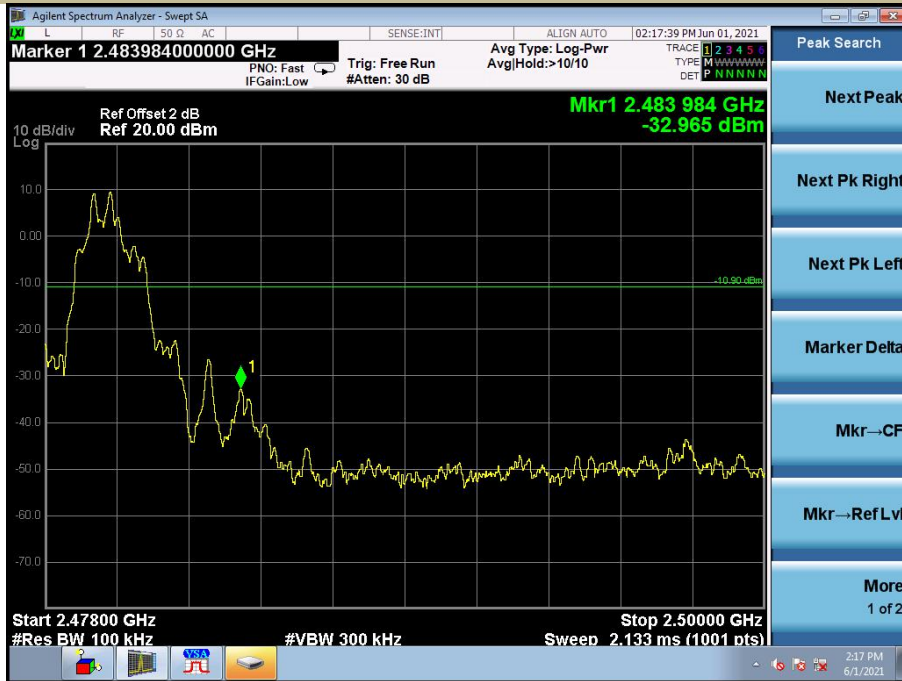 Agilent Spectrum Analyzer - Swept SA
LXI L RF 50 Ω AC SENSE:INT ALIGN AUTO 02:17:39 PM Jun 01, 2021
Marker 1 2.483984000000 GHz
PNO: Fast
IFGain:Low
Trig: Free Run
#Atten: 30 dB
Avg Type: Log-Pwr
Avg|Hold:>10/10
TRACE 1 2 3 4 5 6
TYPE M WWWWW
DET P N N N N N
Mkr1 2.483 984 GHz
-32.965 dBm
Ref Offset 2 dB
10 dB/div Ref 20.00 dBm
Log
10.0
0.00
-10.0
-10.90 dBm
-20.0
-30.0
1
-40.0
-50.0
-60.0
-70.0
Start 2.47800 GHz Stop 2.50000 GHz
#Res BW 100 kHz #VBW 300 kHz Sweep 2.133 ms (1001 pts)
Peak Search
Next Peak
Next Pk Right
Next Pk Left
Marker Delta
Mkr→CF
Mkr→Ref Lvl
More
1 of 2
VSA
2:17 PM
6/1/2021